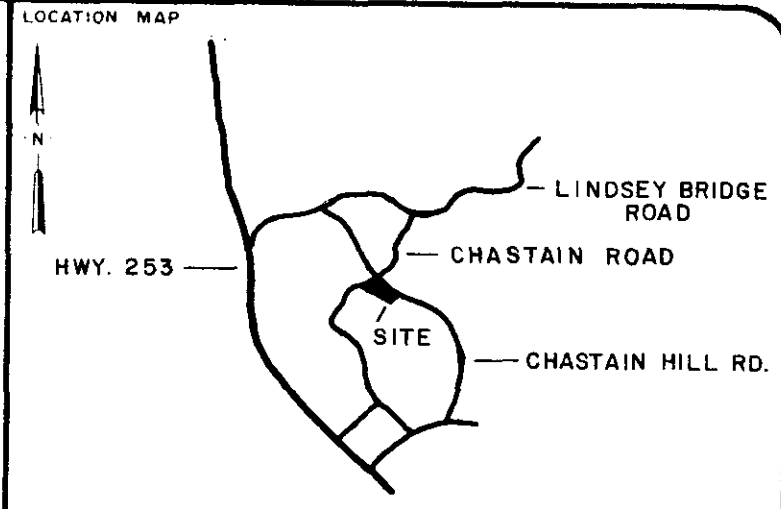 LOCATION MAP
N
LINDSEY BRIDGE
ROAD
CHASTAIN ROAD
HWY. 253
SITE
CHASTAIN HILL RD.